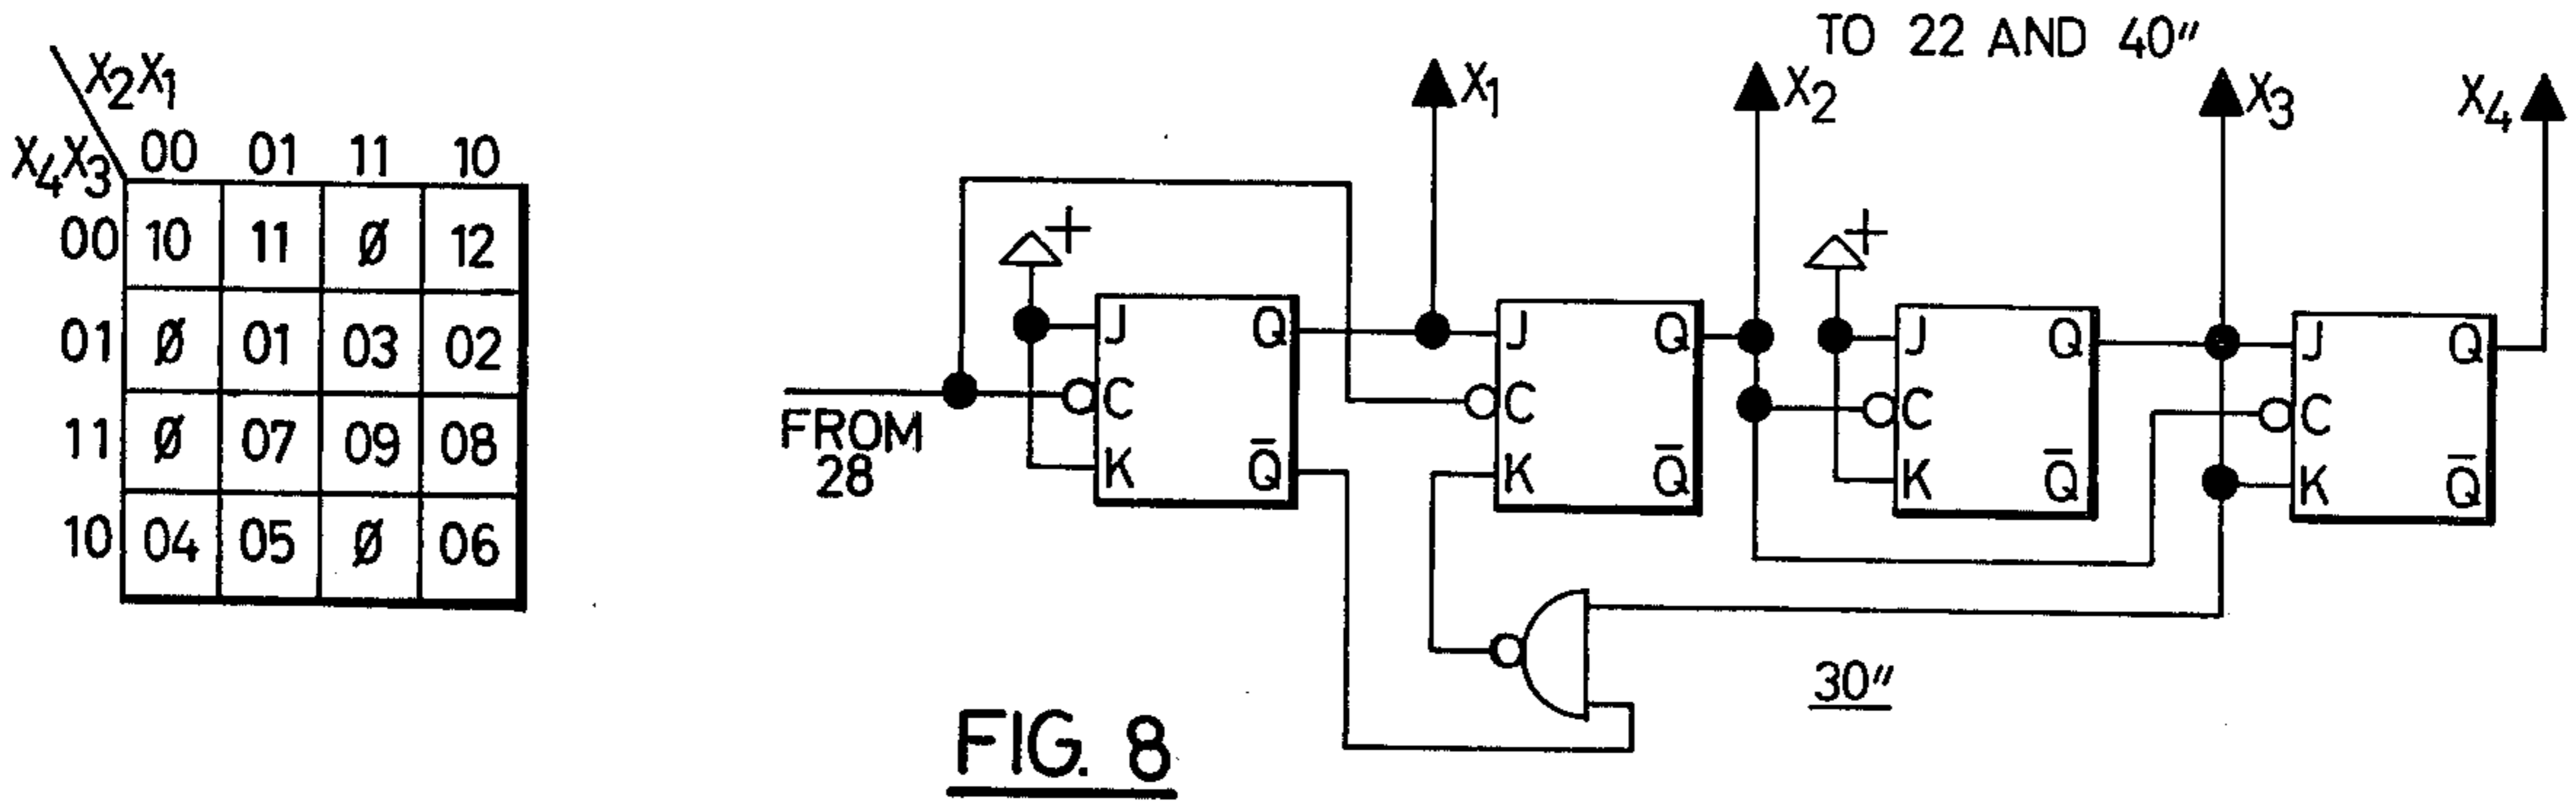 X₂X₁
X₄X₃ 00 01 11 10
00 10 11 Ø 12
01 Ø 01 03 02
11 Ø 07 09 08
10 04 05 Ø 06
TO 22 AND 40″
X₁ X₂ X₃ X₄
+ +
J Q J Q J Q J Q
C C C C
K Q̅ K Q̅ K Q̅ K Q̅
FROM
28
30″
FIG. 8